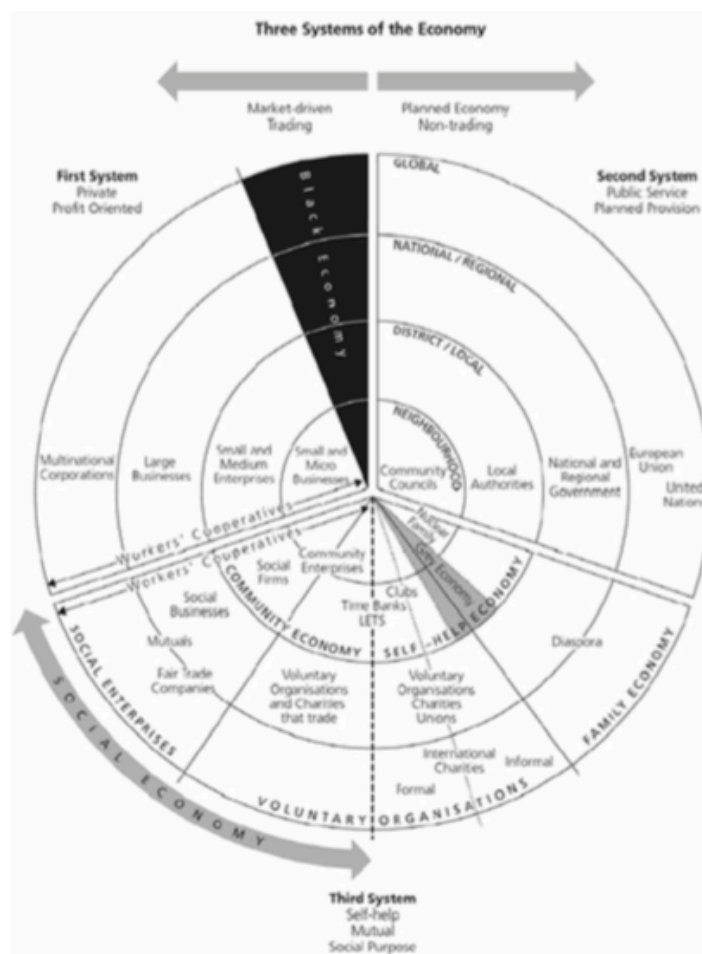 Three Systems of the Economy
Market-driven
Trading
Planned Economy
Non-trading
First System
Private
Profit Oriented
Second System
Public Service
Planned Provision
Black Economy
GLOBAL
NATIONAL / REGIONAL
DISTRICT / LOCAL
NEIGHBOURHOOD
Multinational
Corporations
Large
Businesses
Small and
Medium
Enterprises
Small and
Micro
Businesses
Community
Councils
Local
Authorities
National and
Regional
Government
European
Union
United
Nations
Workers' Cooperatives
Workers' Cooperatives
Nuclear
Family
Grey Economy
Social
Firms
Community
Enterprises
Clubs
Time Banks
LETS
Social
Businesses
COMMUNITY ECONOMY
SELF-HELP ECONOMY
Mutuals
Fair Trade
Companies
Voluntary
Organisations
and Charities
that trade
Voluntary
Organisations
Charities
Unions
Diaspora
International
Charities
Informal
Formal
SOCIAL ENTERPRISES
VOLUNTARY ORGANISATIONS
FAMILY ECONOMY
SOCIAL ECONOMY
Third System
Self-help
Mutual
Social Purpose